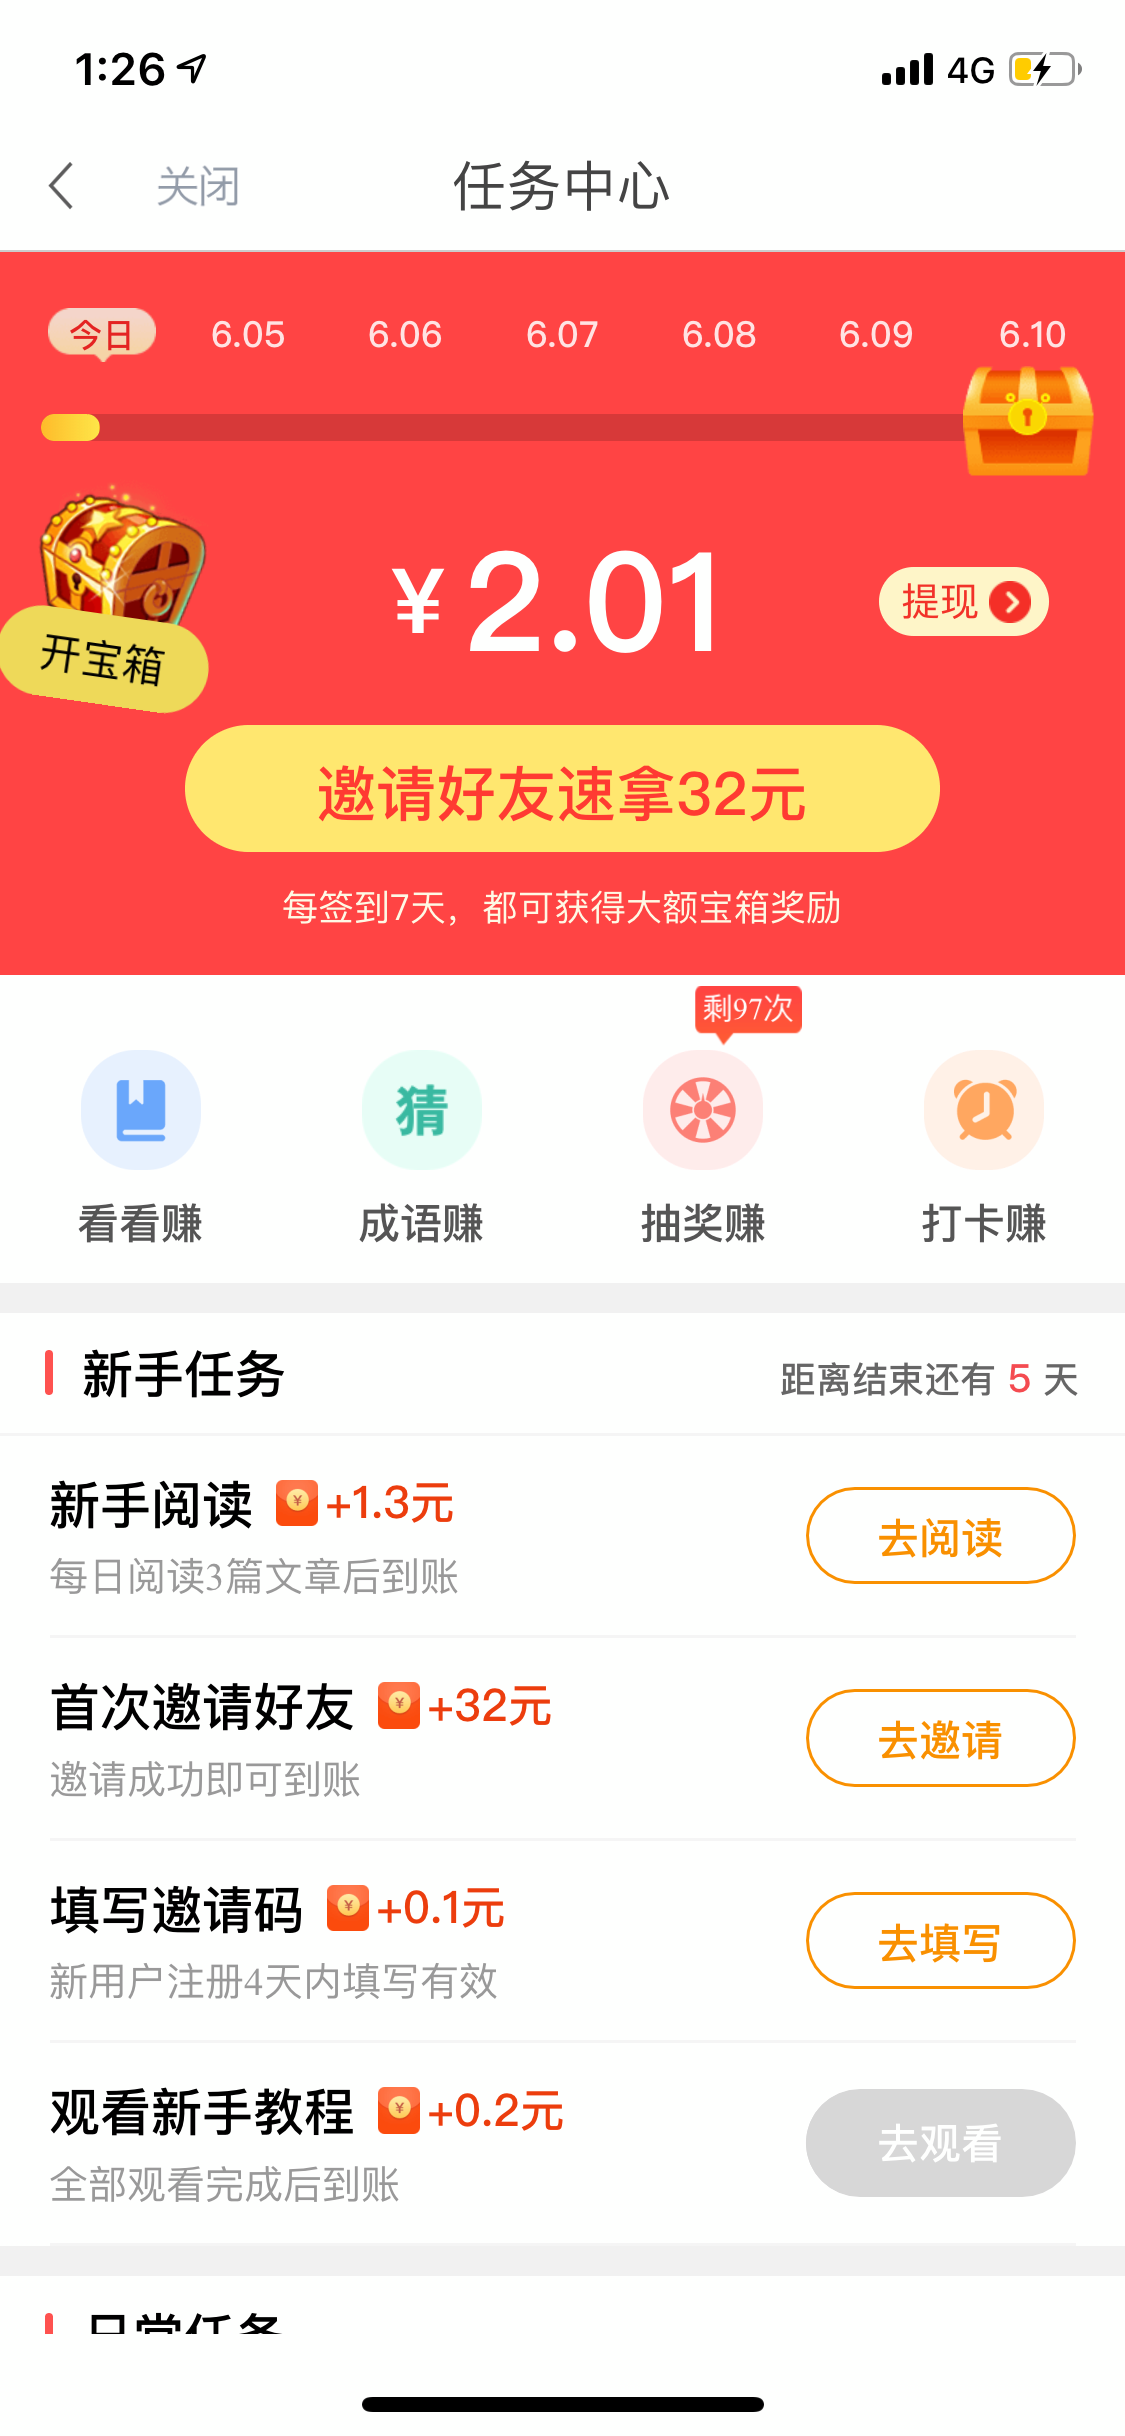 1:26
4G
关闭
任务中心
今日 6.05 6.06 6.07 6.08 6.09 6.10
¥2.01
提现
开宝箱
邀请好友速拿32元
每签到7天，都可获得大额宝箱奖励
剩97次
猜
看看赚 成语赚 抽奖赚 打卡赚
新手任务
距离结束还有 5 天
新手阅读 ¥ +1.3元
每日阅读3篇文章后到账
去阅读
首次邀请好友 ¥ +32元
邀请成功即可到账
去邀请
填写邀请码 ¥ +0.1元
新用户注册4天内填写有效
去填写
观看新手教程 ¥ +0.2元
全部观看完成后到账
去观看
日常任务